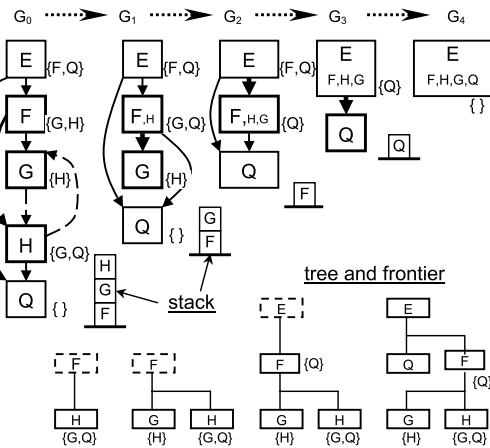 G₀ G₁ G₂ G₃ G₄
E {F,Q} E {F,Q} E {F,Q} E F,H,G {Q} E F,H,G,Q { }
F {G,H} F,H {G,Q} F,H,G {Q} Q Q
G {H} G {H} Q F
H {G,Q} Q { } G F
Q { } H G F stack
tree and frontier
E E
F F F {Q} Q F {Q}
H G H G H G H
{G,Q} {H} {G,Q} {H} {G,Q} {H} {G,Q}